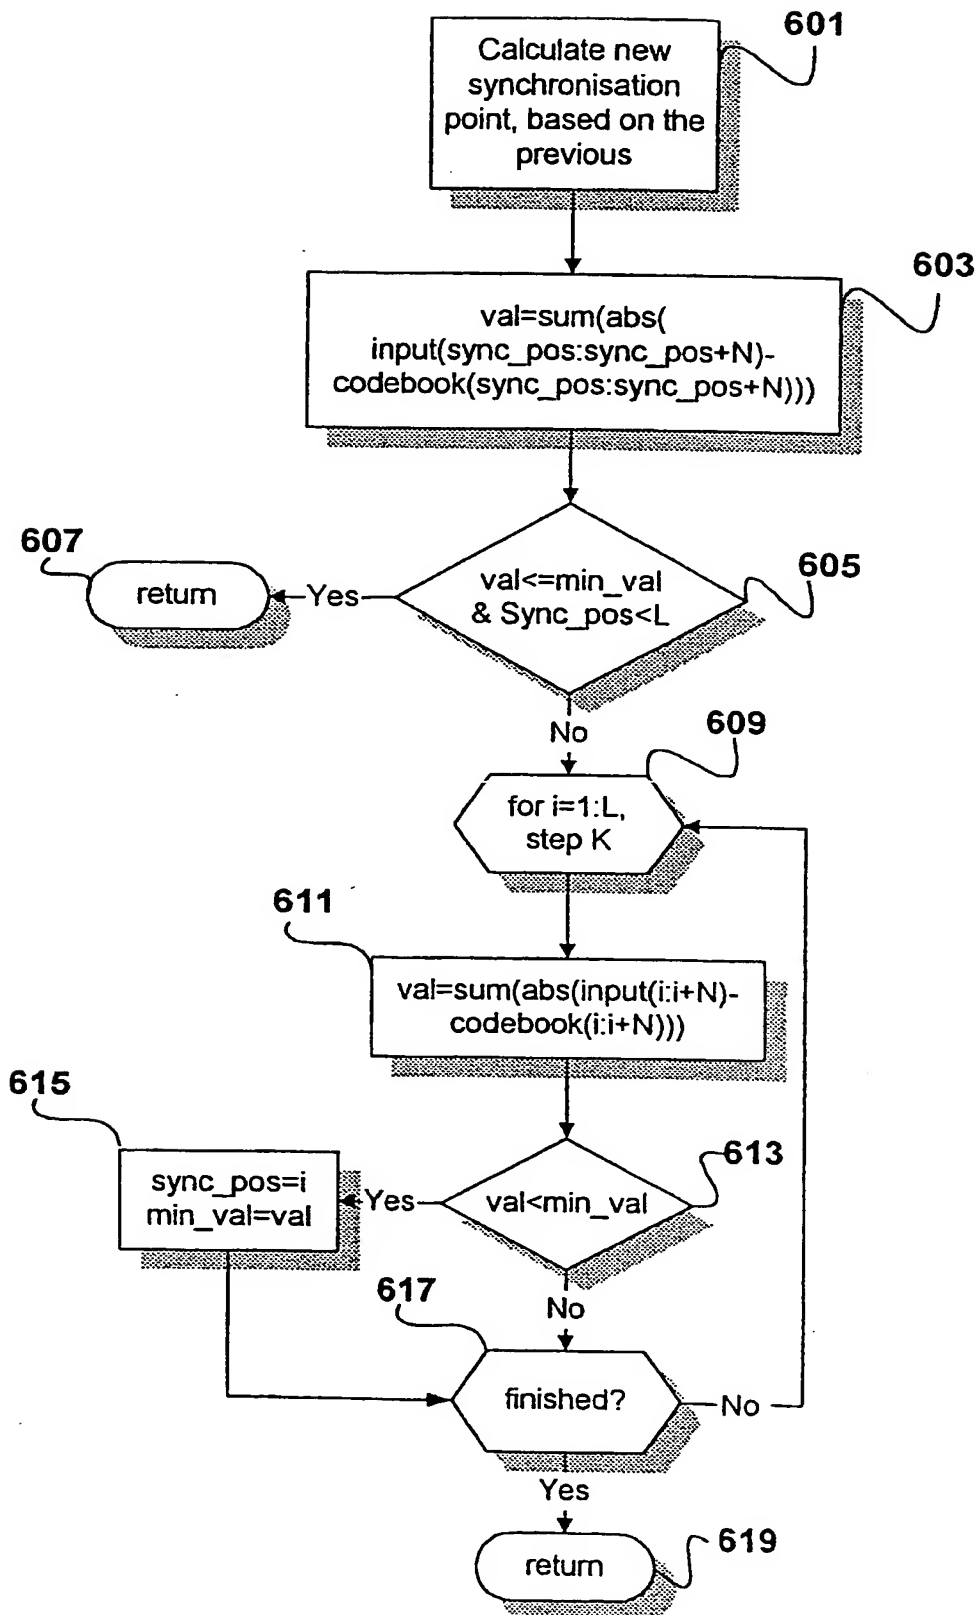 601
Calculate new
synchronisation
point, based on the
previous
603
val=sum(abs(
input(sync_pos:sync_pos+N)-
codebook(sync_pos:sync_pos+N)))
605
val<=min_val
& Sync_pos<L
Yes
607
return
No
609
for i=1:L,
step K
611
val=sum(abs(input(i:i+N)-
codebook(i:i+N)))
613
val<min_val
Yes
615
sync_pos=i
min_val=val
No
617
finished?
No
Yes
619
return